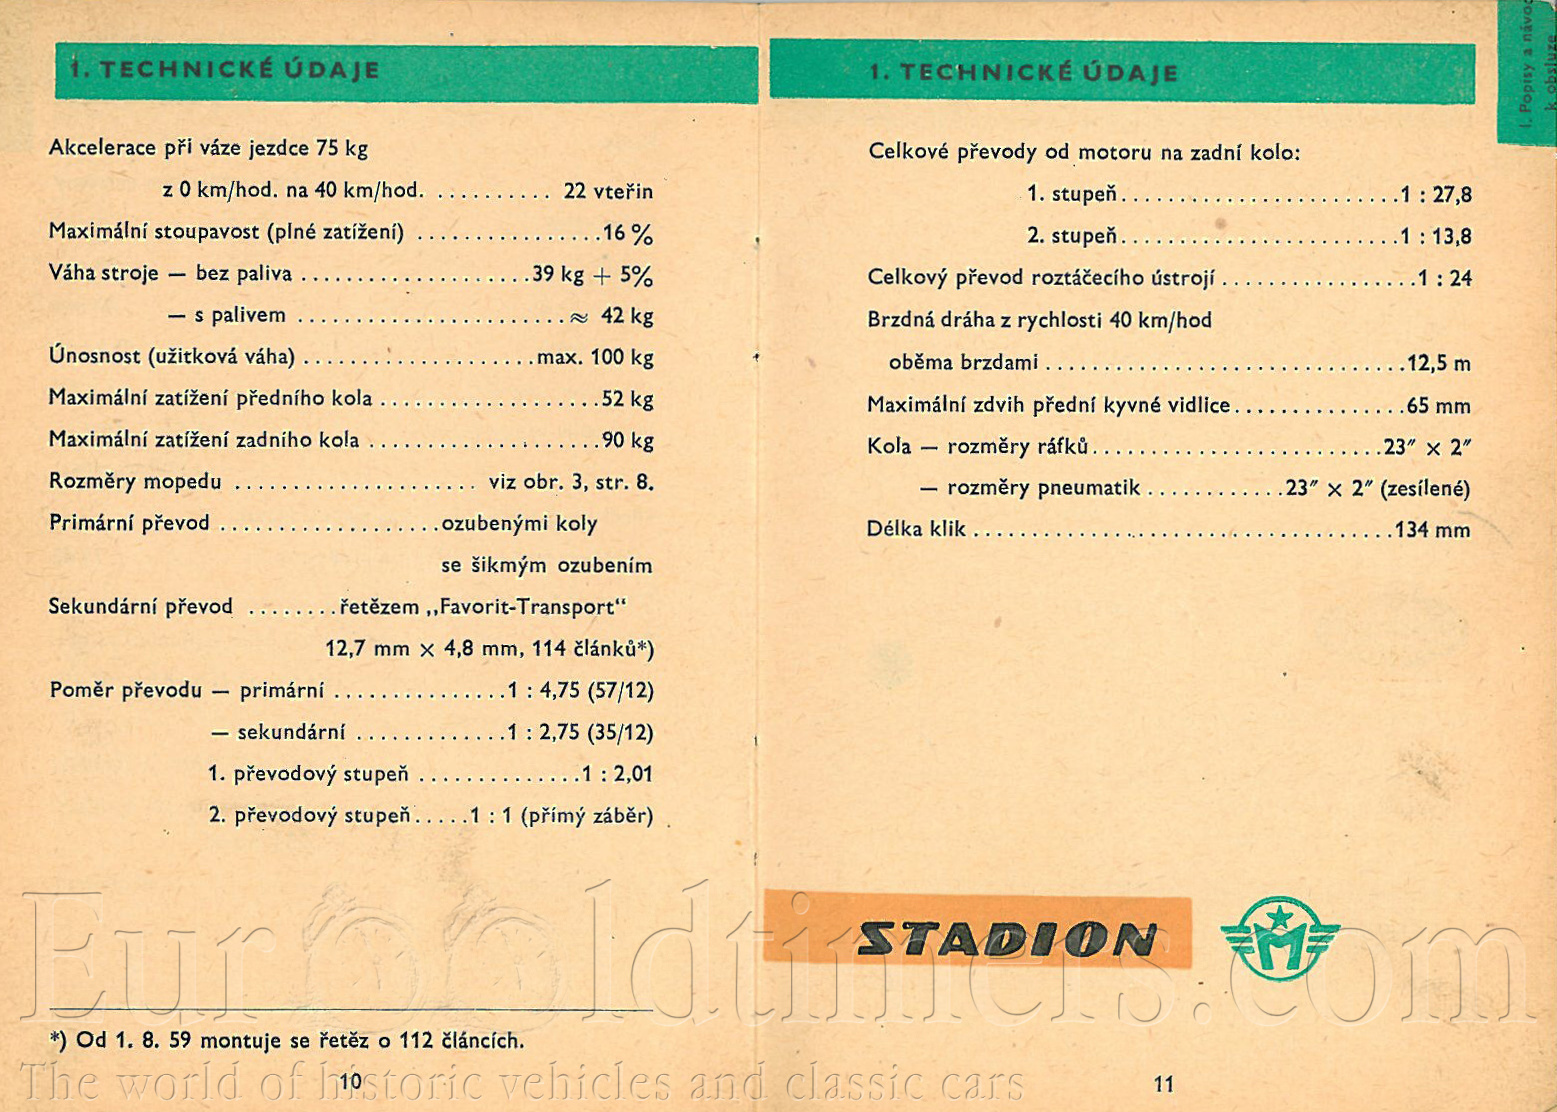 1. TECHNICKÉ ÚDAJE
Akcelerace při váze jezdce 75 kg
z 0 km/hod. na 40 km/hod. .......... 22 vteřin
Maximální stoupavost (plné zatížení) ................16 %
Váha stroje — bez paliva ....................39 kg + 5%
— s palivem .......................≈ 42 kg
Únosnost (užitková váha) ....................max. 100 kg
Maximální zatížení předního kola ...................52 kg
Maximální zatížení zadního kola ....................90 kg
Rozměry mopedu ..................... viz obr. 3, str. 8.
Primární převod ...................ozubenými koly
se šikmým ozubením
Sekundární převod ........řetězem „Favorit-Transport“
12,7 mm × 4,8 mm, 114 článků*)
Poměr převodu — primární ...............1 : 4,75 (57/12)
— sekundární .............1 : 2,75 (35/12)
1. převodový stupeň ..............1 : 2,01
2. převodový stupeň.....1 : 1 (přímý záběr)
*) Od 1. 8. 59 montuje se řetěz o 112 článcích.
10
1. TECHNICKÉ ÚDAJE
I. Popisy a návod
k obsluze
Celkové převody od motoru na zadní kolo:
1. stupeň........................1 : 27,8
2. stupeň........................1 : 13,8
Celkový převod roztáčecího ústrojí .................1 : 24
Brzdná dráha z rychlosti 40 km/hod
oběma brzdami ...............................12,5 m
Maximální zdvih přední kyvné vidlice...............65 mm
Kola — rozměry ráfků.........................23″ × 2″
— rozměry pneumatik ............23″ × 2″ (zesílené)
Délka klik ....................................134 mm
STADION
M
11
Eurooldtimers.com
The world of historic vehicles and classic cars